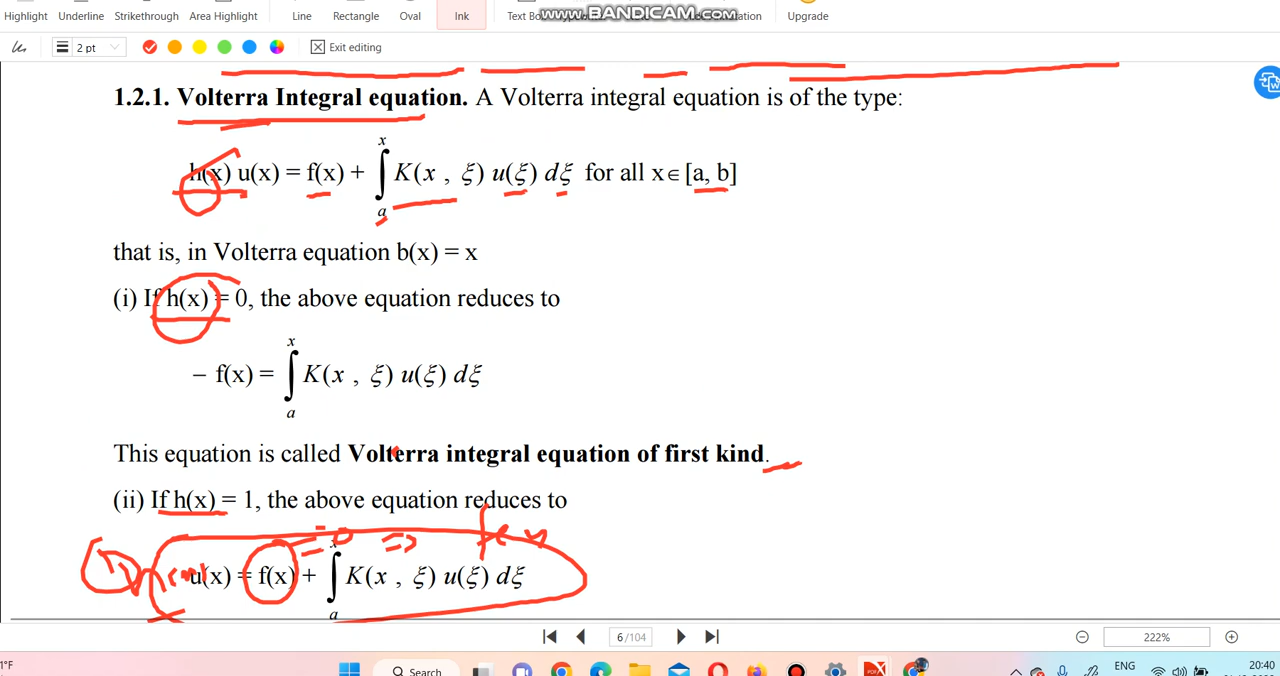 Highlight Underline Strikethrough Area Highlight Line Rectangle Oval Ink Text Bo Upgrade
www.BANDICAM.com
2 pt Exit editing
1.2.1. Volterra Integral equation. A Volterra integral equation is of the type:
h(x) u(x) = f(x) + ∫ₐˣ K(x , ξ) u(ξ) dξ for all x∈ [a, b]
that is, in Volterra equation b(x) = x
(i) If h(x) = 0, the above equation reduces to
− f(x) = ∫ₐˣ K(x , ξ) u(ξ) dξ
This equation is called Volterra integral equation of first kind.
(ii) If h(x) = 1, the above equation reduces to
= 0 ⇒
u(x) = f(x) + ∫ₐˣ K(x , ξ) u(ξ) dξ
6 /104 222%
1°F Search ENG 20:40